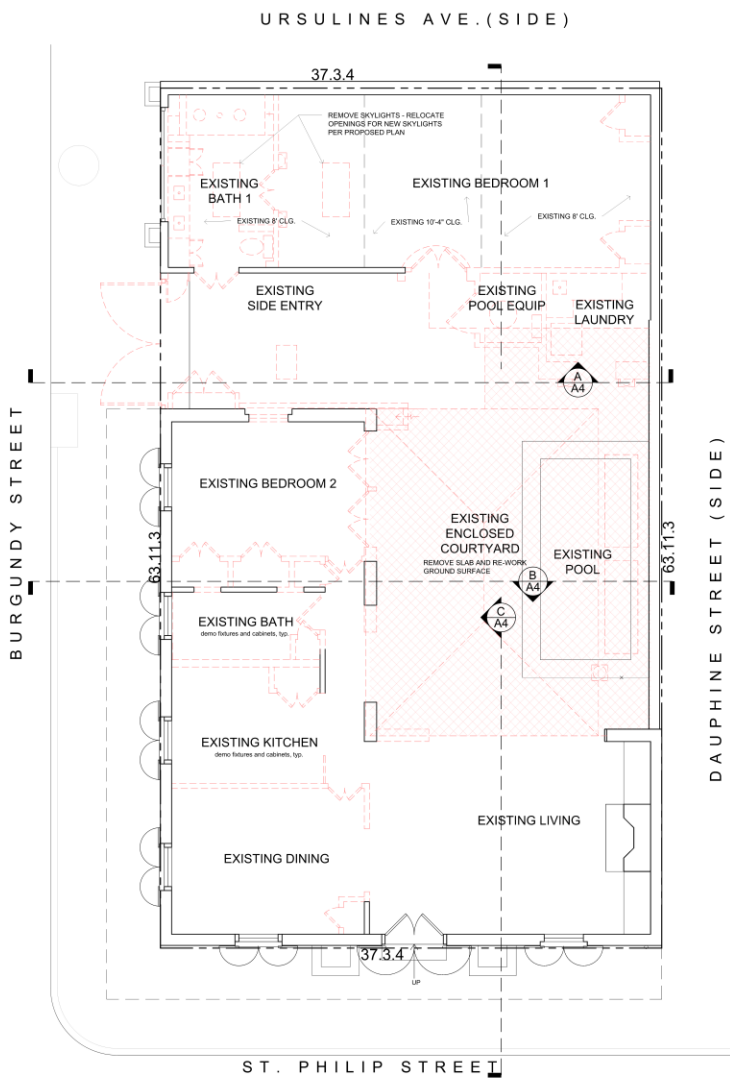 URSULINES AVE.(SIDE)
37.3.4
REMOVE SKYLIGHTS - RELOCATE
OPENINGS FOR NEW SKYLIGHTS
PER PROPOSED PLAN
EXISTING
BATH 1
EXISTING BEDROOM 1
EXISTING 8' CLG.
EXISTING 10'-4" CLG.
EXISTING 8' CLG.
EXISTING
SIDE ENTRY
EXISTING
POOL EQUIP
EXISTING
LAUNDRY
A
A4
BURGUNDY STREET
DAUPHINE STREET (SIDE)
EXISTING BEDROOM 2
63.11.3
63.11.3
EXISTING
ENCLOSED
COURTYARD
REMOVE SLAB AND RE-WORK
GROUND SURFACE
EXISTING
POOL
B
A4
C
A4
EXISTING BATH
demo fixtures and cabinets, typ.
EXISTING KITCHEN
demo fixtures and cabinets, typ.
EXISTING LIVING
EXISTING DINING
37.3.4
UP
ST. PHILIP STREET